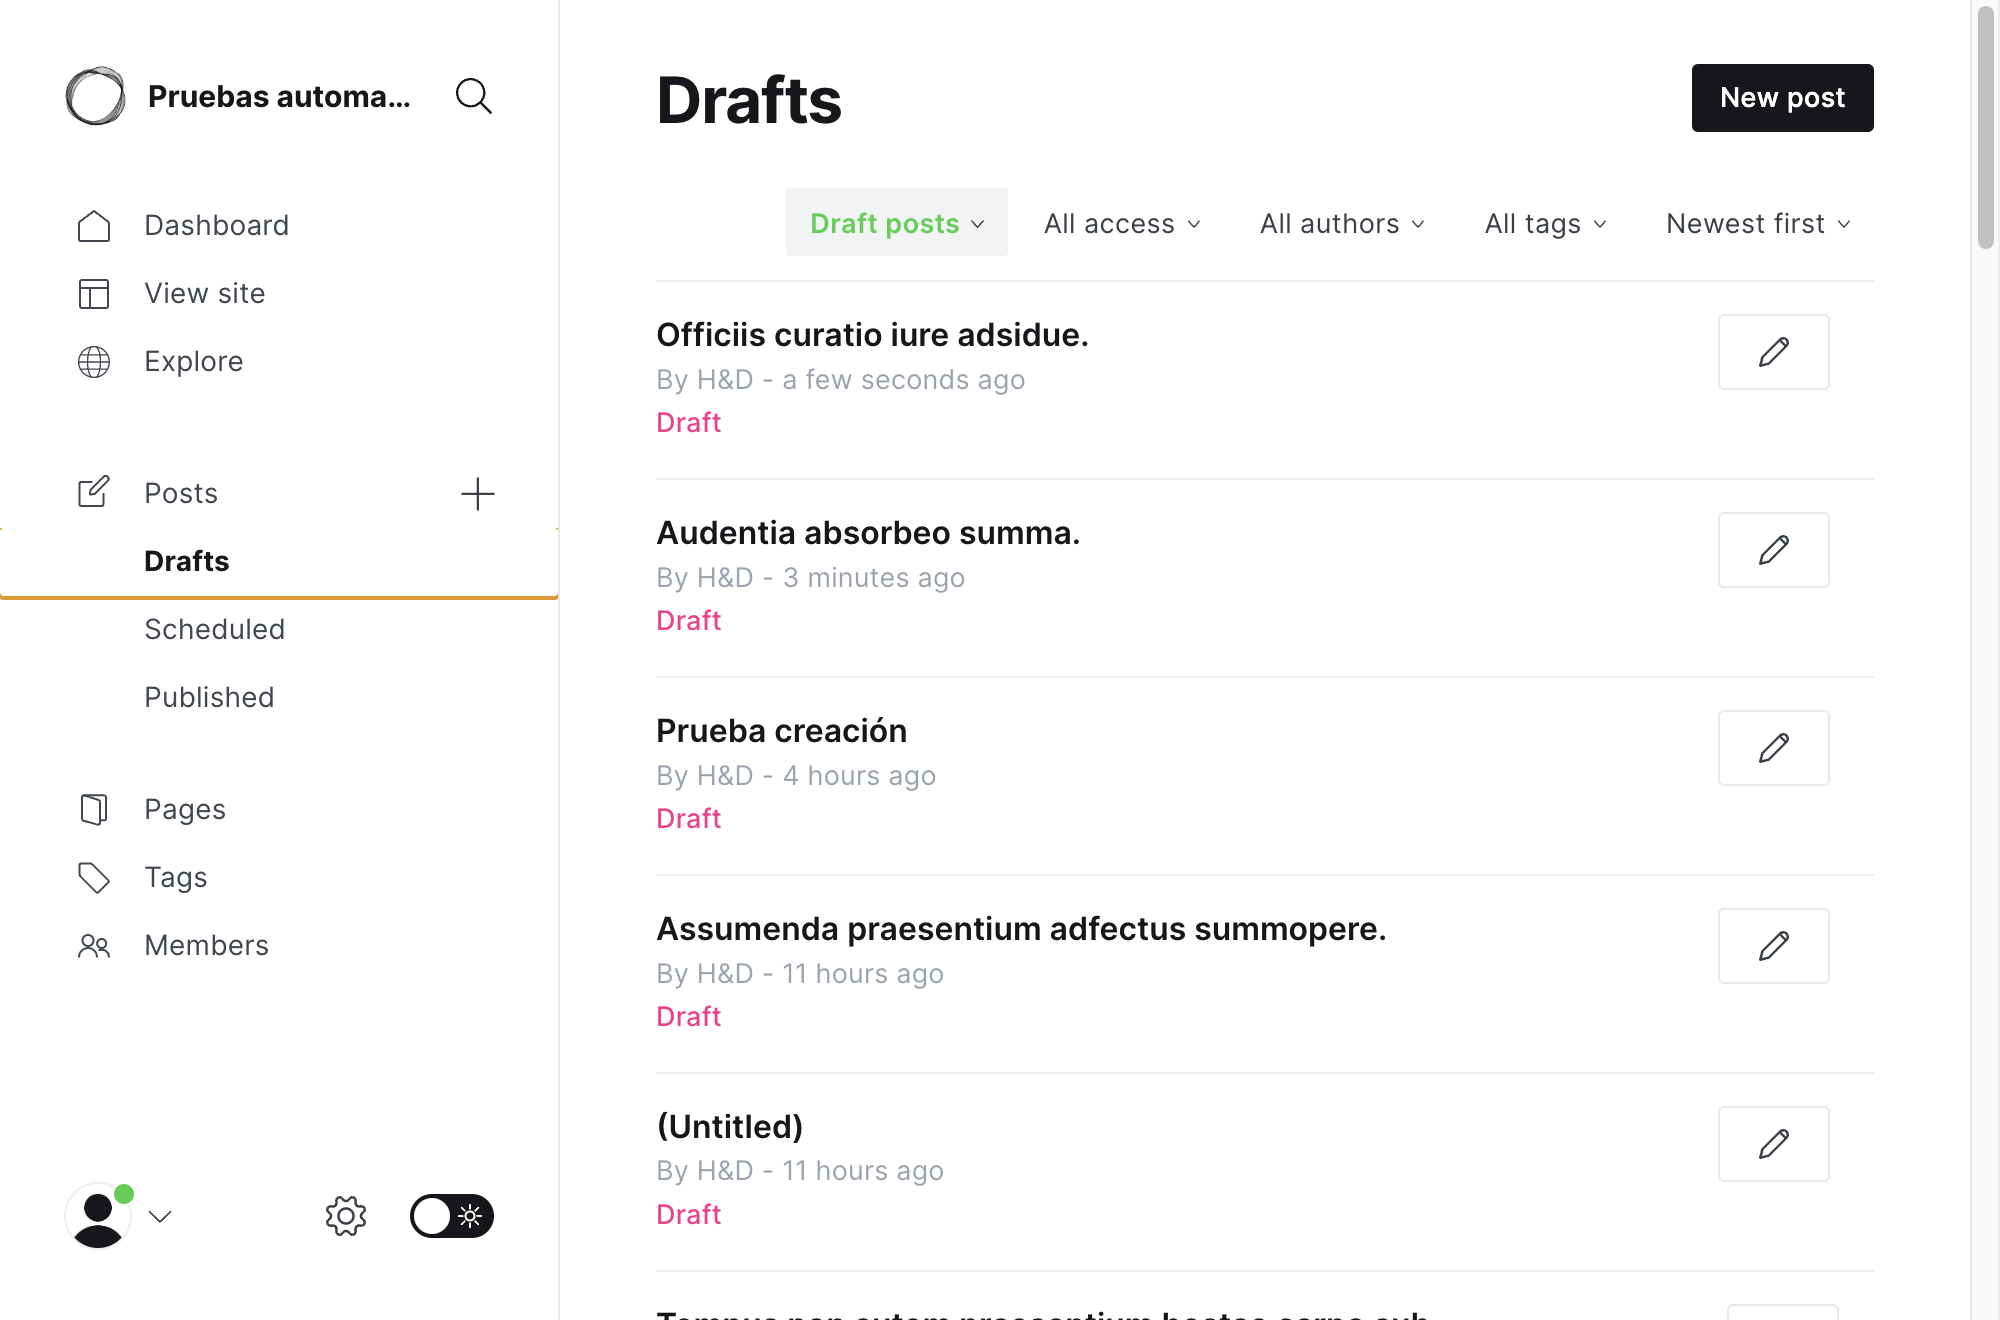 Pruebas automa...
Dashboard
View site
Explore
Posts
Drafts
Scheduled
Published
Pages
Tags
Members
Drafts
New post
Draft posts
All access
All authors
All tags
Newest first
Officiis curatio iure adsidue.
By H&D - a few seconds ago
Draft
Audentia absorbeo summa.
By H&D - 3 minutes ago
Draft
Prueba creación
By H&D - 4 hours ago
Draft
Assumenda praesentium adfectus summopere.
By H&D - 11 hours ago
Draft
(Untitled)
By H&D - 11 hours ago
Draft